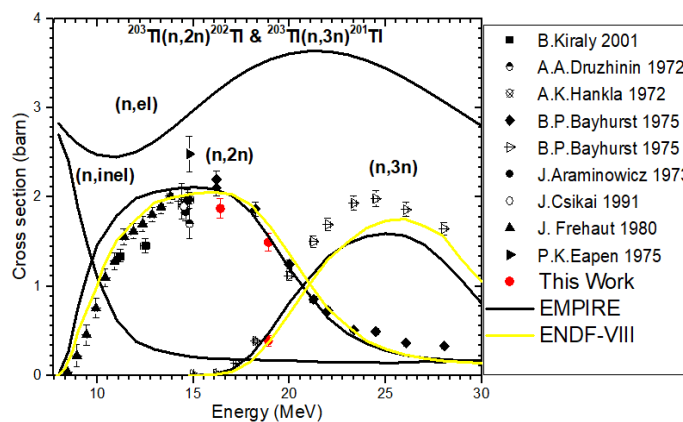 ²⁰³Tl(n,2n)²⁰²Tl & ²⁰³Tl(n,3n)²⁰¹Tl
(n,el)
(n,inel)
(n,2n)
(n,3n)
Cross section (barn)
4
3
2
1
0
10 15 20 25 30
Energy (MeV)
B.Kiraly 2001
A.A.Druzhinin 1972
A.K.Hankla 1972
B.P.Bayhurst 1975
B.P.Bayhurst 1975
J.Araminowicz 1973
J.Csikai 1991
J. Frehaut 1980
P.K.Eapen 1975
This Work
EMPIRE
ENDF-VIII